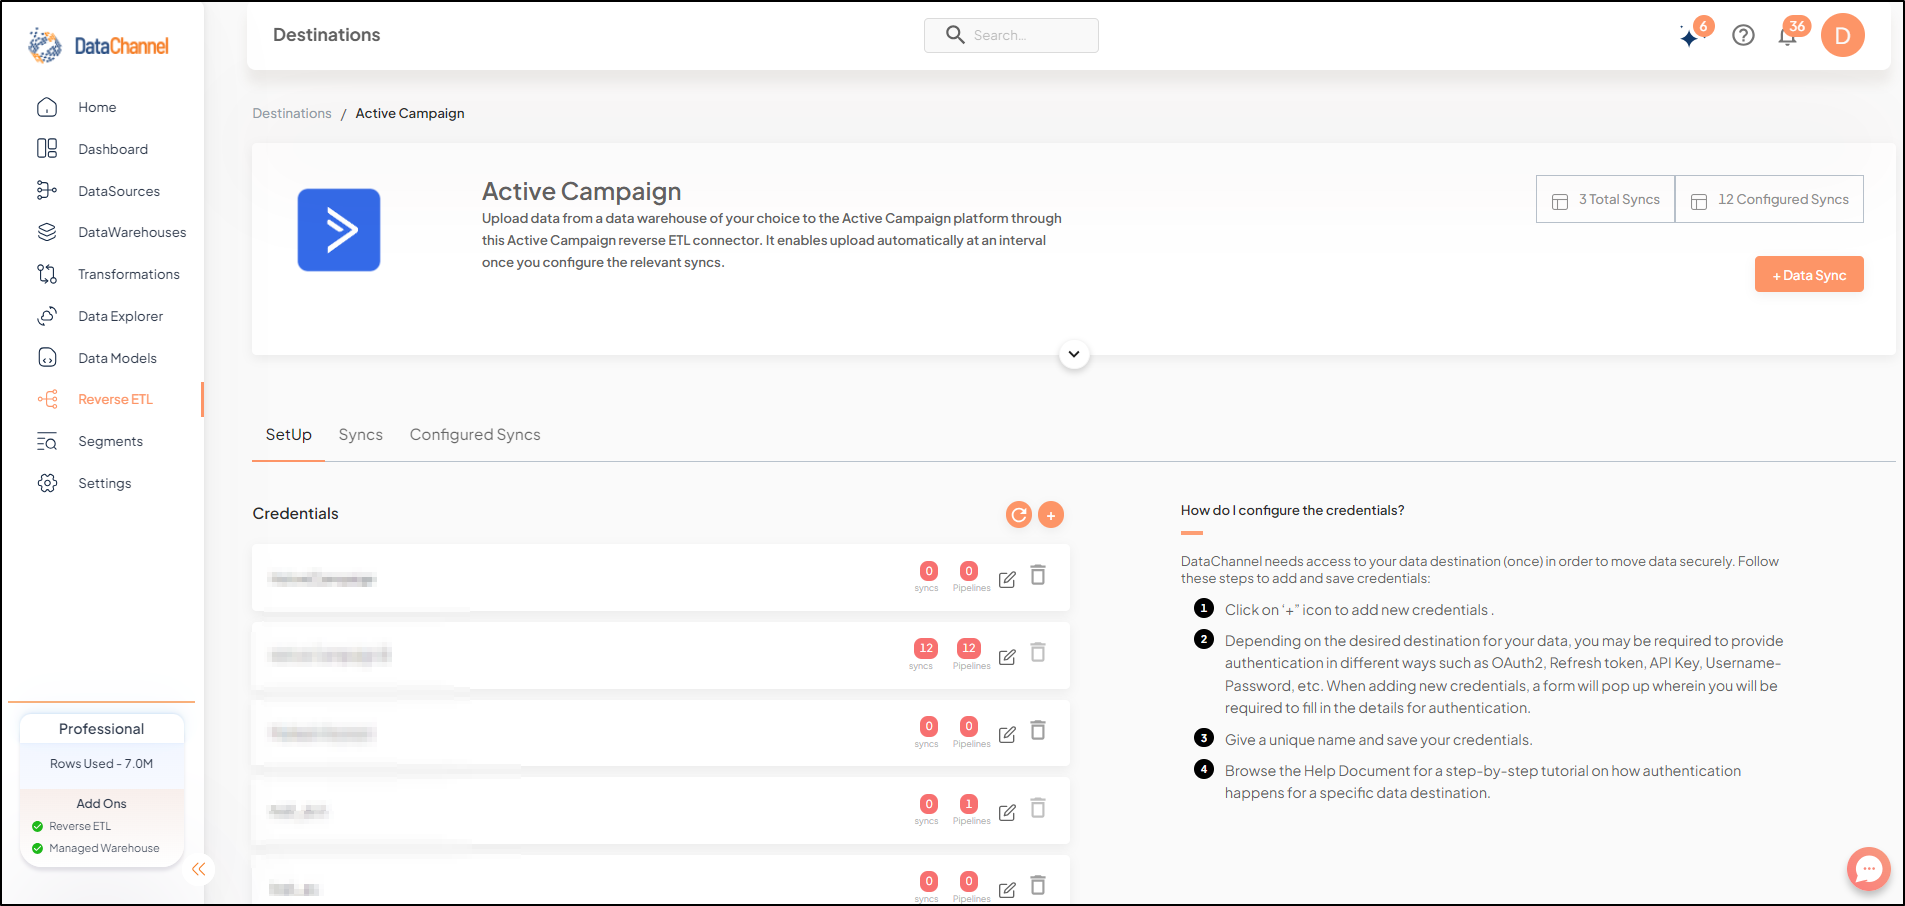 DataChannel
Destinations
Search...
6
36
D
Home
Dashboard
DataSources
DataWarehouses
Transformations
Data Explorer
Data Models
Reverse ETL
Segments
Settings
Professional
Rows Used - 7.0M
Add Ons
Reverse ETL
Managed Warehouse
Destinations / Active Campaign
Active Campaign
Upload data from a data warehouse of your choice to the Active Campaign platform through
this Active Campaign reverse ETL connector. It enables upload automatically at an interval
once you configure the relevant syncs.
3 Total Syncs
12 Configured Syncs
+ Data Sync
SetUp
Syncs
Configured Syncs
Credentials
+
0 0
syncs Pipelines
12 12
syncs Pipelines
0 0
syncs Pipelines
0 1
syncs Pipelines
0 0
syncs Pipelines
How do I configure the credentials?
DataChannel needs access to your data destination (once) in order to move data securely. Follow
these steps to add and save credentials:
1 Click on ‘+” icon to add new credentials .
2 Depending on the desired destination for your data, you may be required to provide
authentication in different ways such as OAuth2, Refresh token, API Key, Username-
Password, etc. When adding new credentials, a form will pop up wherein you will be
required to fill in the details for authentication.
3 Give a unique name and save your credentials.
4 Browse the Help Document for a step-by-step tutorial on how authentication
happens for a specific data destination.